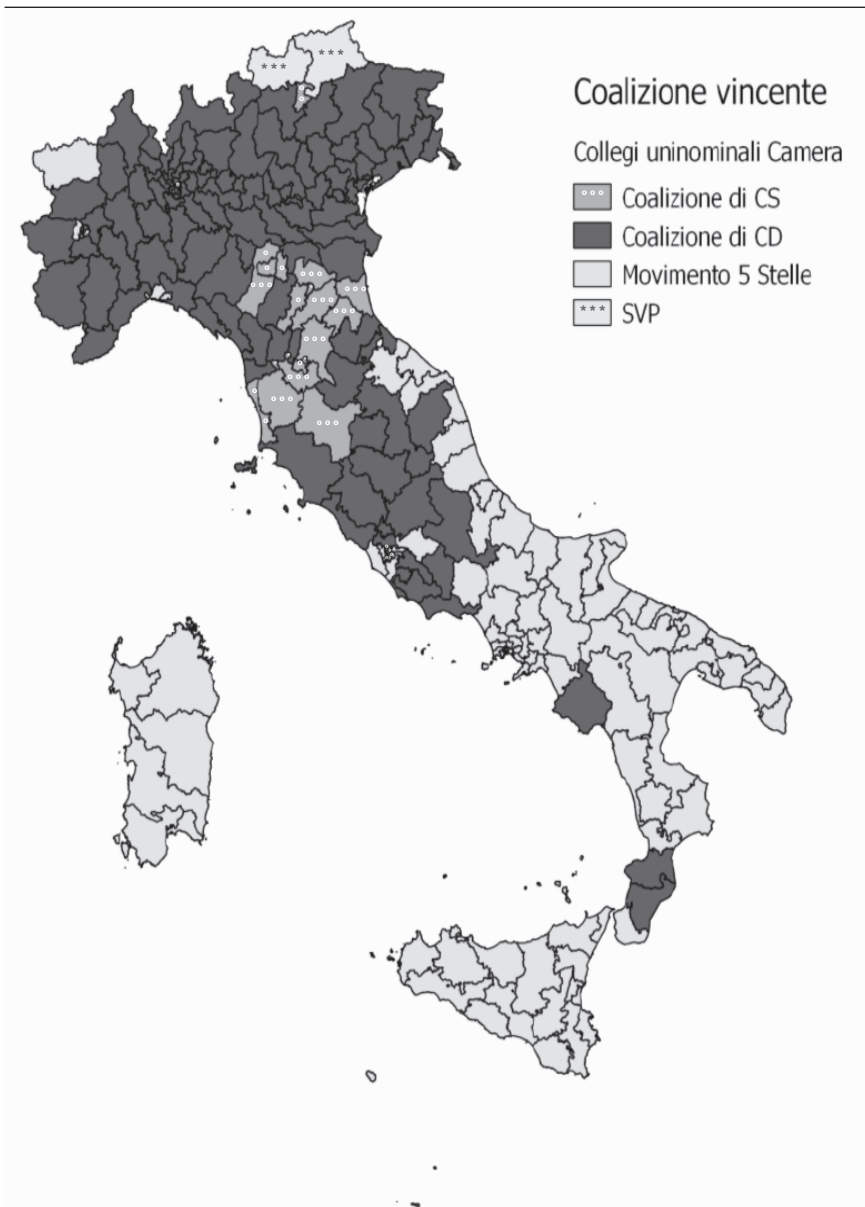 Coalizione vincente
Collegi uninominali Camera
Coalizione di CS
Coalizione di CD
Movimento 5 Stelle
SVP